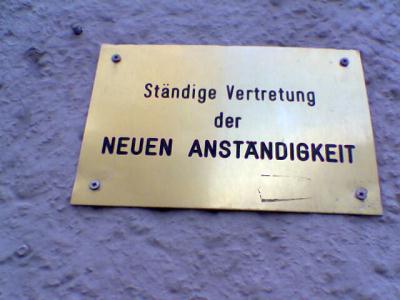 Ständige Vertretung
der
NEUEN ANSTÄNDIGKEIT